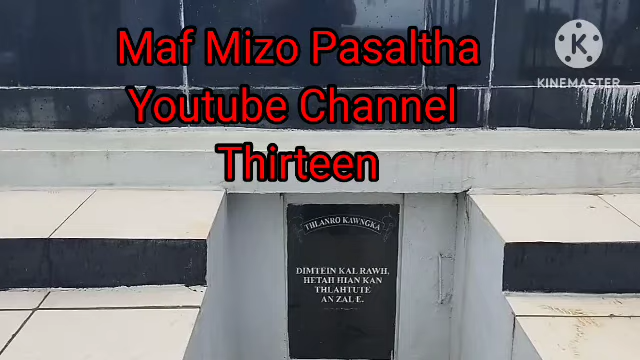 Maf Mizo Pasaltha
Youtube Channel
Thirteen
K
KINEMASTER
THLANRO KAWNGKA
DIMTEIN KAL RAWH,
HETAH HIAN KAN
THLAHTUTE
AN ZAL E.